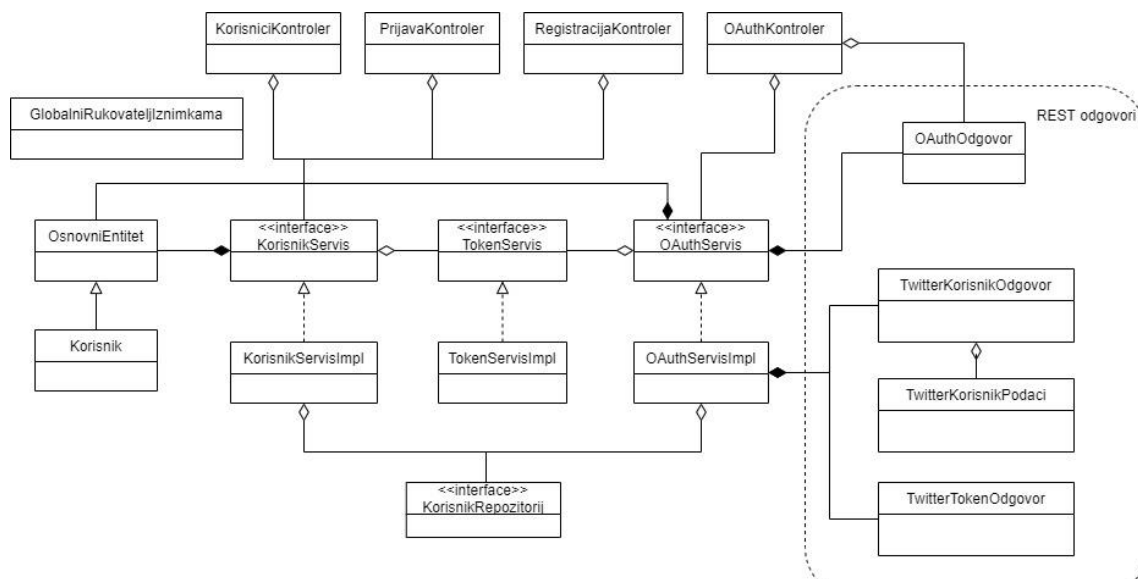 KorisniciKontroler
PrijavaKontroler
RegistracijaKontroler
OAuthKontroler
GlobalniRukovateljIznimkama
REST odgovori
OAuthOdgovor
OsnovniEntitet
<<interface>>
KorisnikServis
<<interface>>
TokenServis
<<interface>>
OAuthServis
TwitterKorisnikOdgovor
Korisnik
KorisnikServisImpl
TokenServisImpl
OAuthServisImpl
TwitterKorisnikPodaci
<<interface>>
KorisnikRepozitorij
TwitterTokenOdgovor